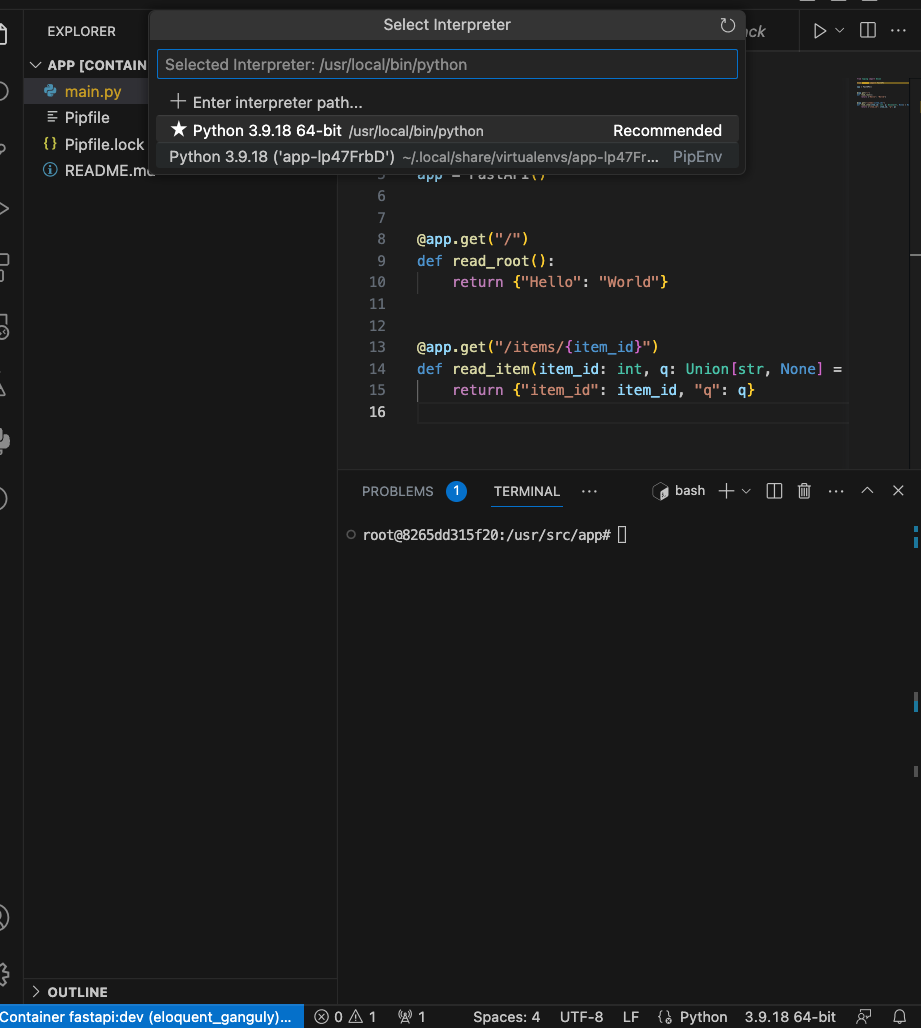 Select Interpreter
EXPLORER
ck
Selected Interpreter: /usr/local/bin/python
APP [CONTAIN
main.py
Pipfile
Pipfile.lock
README.md
Enter interpreter path...
Python 3.9.18 64-bit /usr/local/bin/python Recommended
Python 3.9.18 ('app-lp47FrbD') ~/.local/share/virtualenvs/app-lp47Fr... PipEnv
5 app = FastAPI()
6
7
8 @app.get("/")
9 def read_root():
10 return {"Hello": "World"}
11
12
13 @app.get("/items/{item_id}")
14 def read_item(item_id: int, q: Union[str, None] =
15 return {"item_id": item_id, "q": q}
16
PROBLEMS 1 TERMINAL ... bash
root@8265dd315f20:/usr/src/app#
OUTLINE
Container fastapi:dev (eloquent_ganguly)... 0 1 1 Spaces: 4 UTF-8 LF Python 3.9.18 64-bit